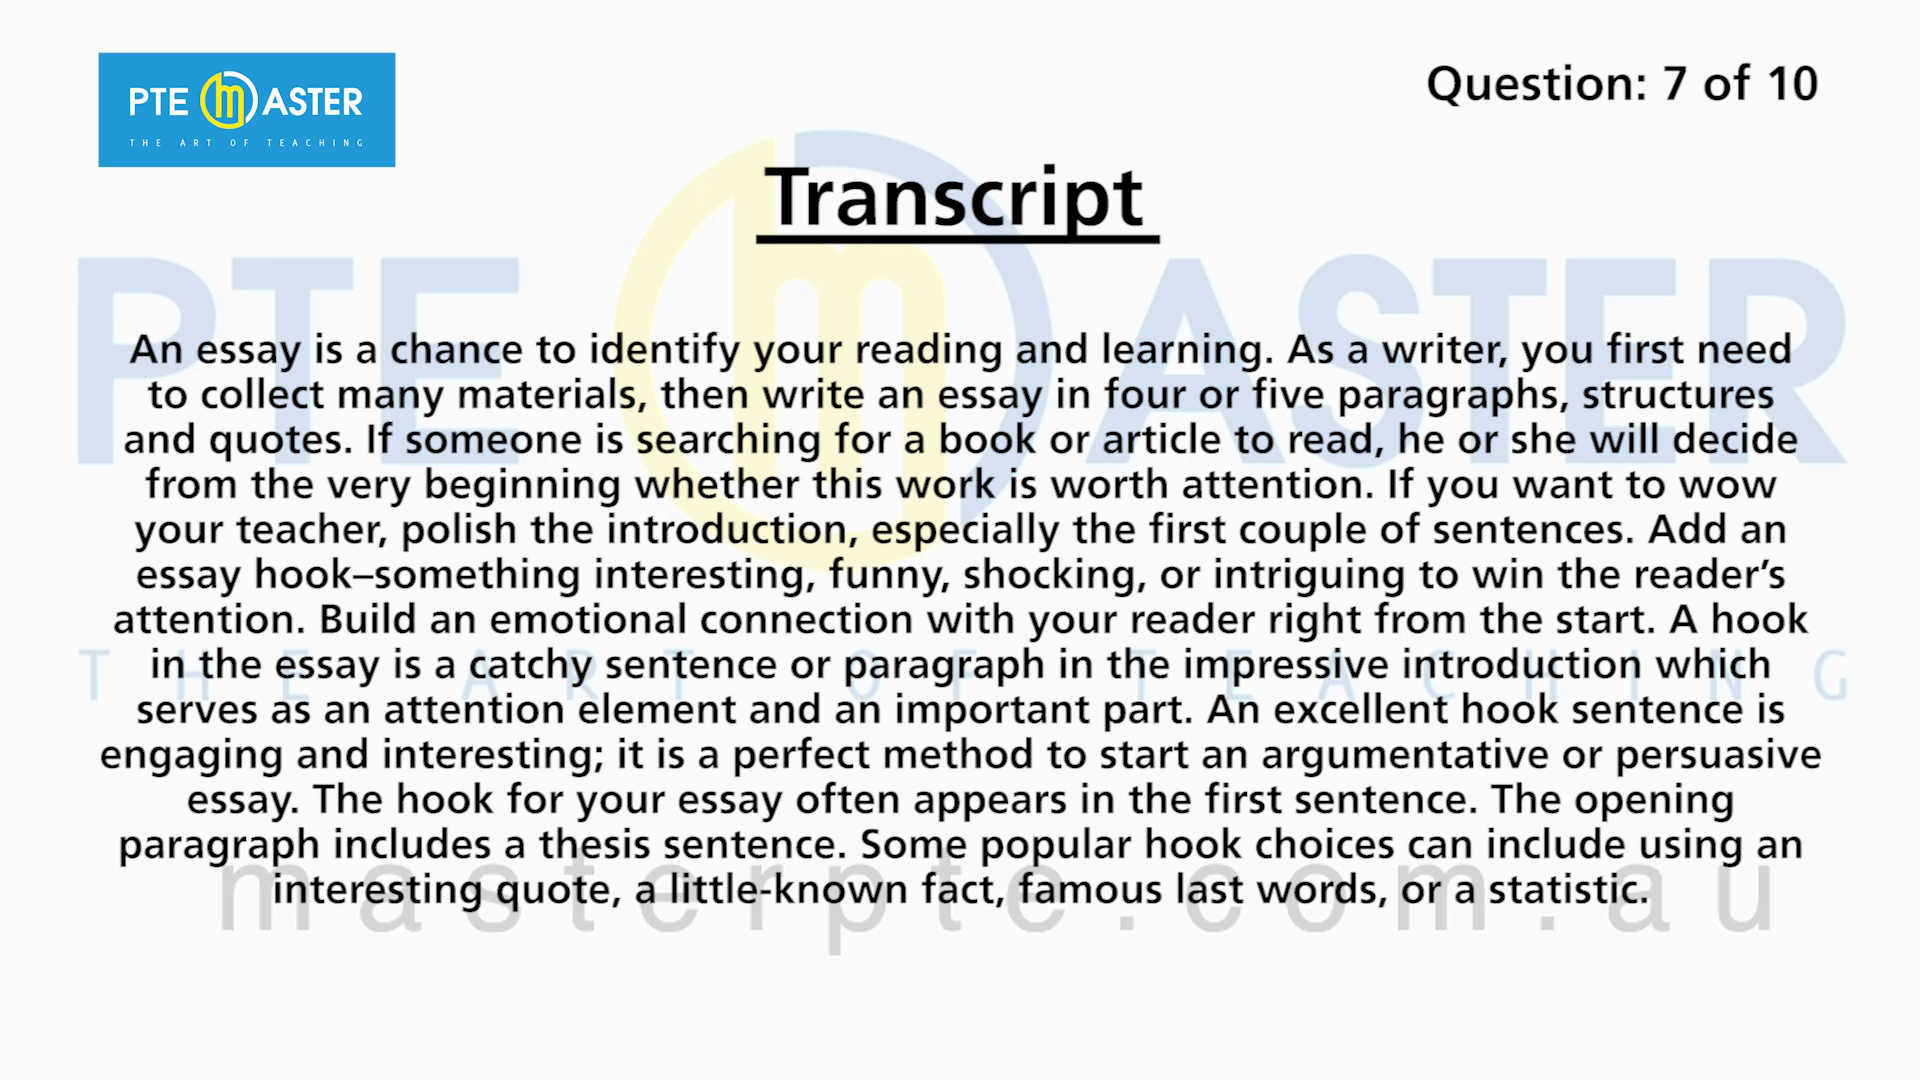 PTE MASTER
THE ART OF TEACHING
Question: 7 of 10
Transcript
An essay is a chance to identify your reading and learning. As a writer, you first need
to collect many materials, then write an essay in four or five paragraphs, structures
and quotes. If someone is searching for a book or article to read, he or she will decide
from the very beginning whether this work is worth attention. If you want to wow
your teacher, polish the introduction, especially the first couple of sentences. Add an
essay hook–something interesting, funny, shocking, or intriguing to win the reader’s
attention. Build an emotional connection with your reader right from the start. A hook
in the essay is a catchy sentence or paragraph in the impressive introduction which
serves as an attention element and an important part. An excellent hook sentence is
engaging and interesting; it is a perfect method to start an argumentative or persuasive
essay. The hook for your essay often appears in the first sentence. The opening
paragraph includes a thesis sentence. Some popular hook choices can include using an
interesting quote, a little-known fact, famous last words, or a statistic.
PTE MASTER
THE ART OF TEACHING
masterpte.com.au